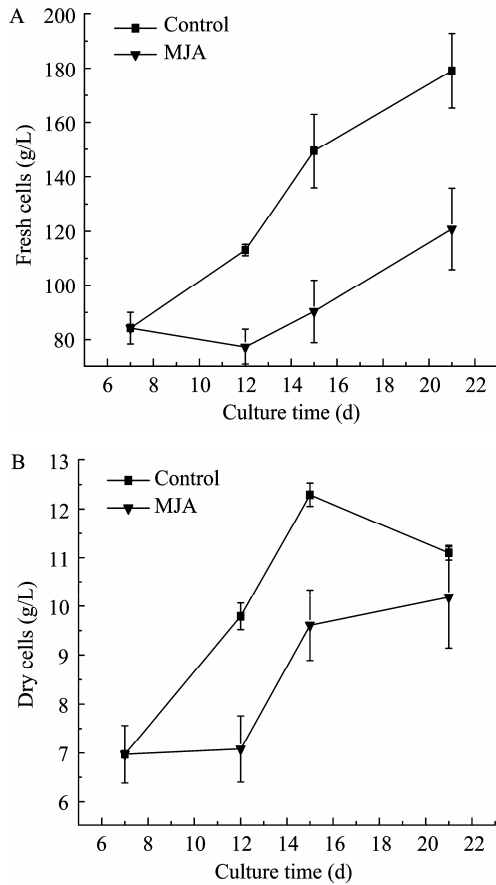 A
200
180
160
140
120
100
80
Fresh cells (g/L)
Control
MJA
6 8 10 12 14 16 18 20 22
Culture time (d)
B
13
12
11
10
9
8
7
6
Dry cells (g/L)
Control
MJA
6 8 10 12 14 16 18 20 22
Culture time (d)